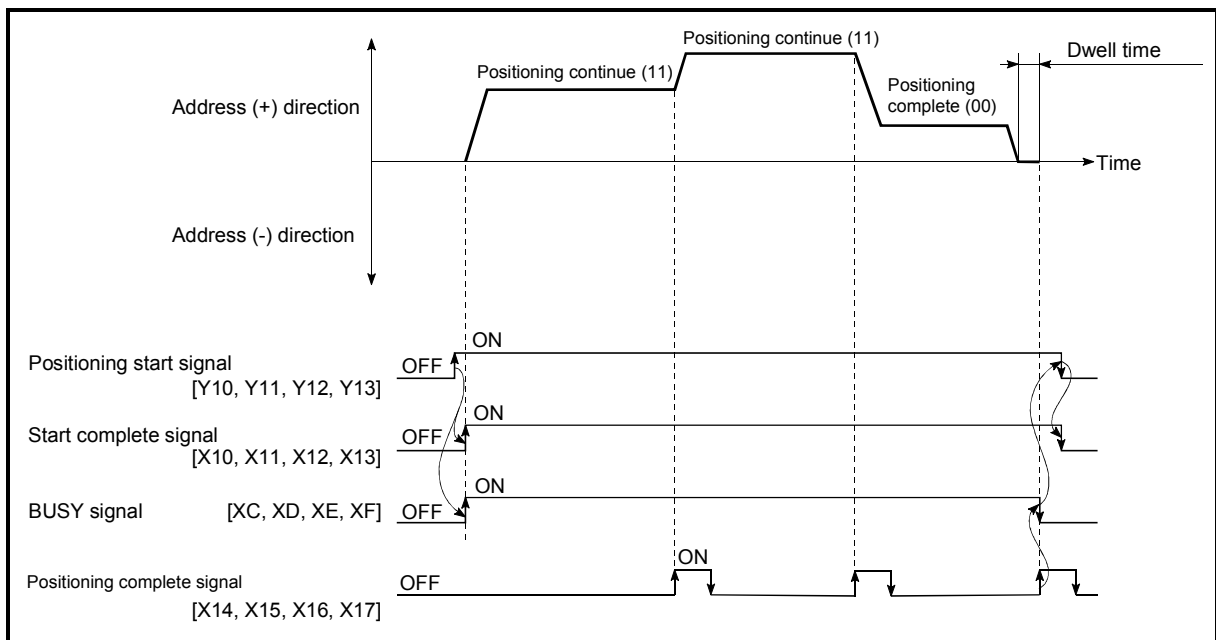 Positioning continue (11)
Dwell time
Positioning continue (11)
Positioning
complete (00)
Address (+) direction
Time
Address (-) direction
ON
Positioning start signal
OFF
[Y10, Y11, Y12, Y13]
ON
Start complete signal
OFF
[X10, X11, X12, X13]
ON
BUSY signal [XC, XD, XE, XF] OFF
ON
Positioning complete signal
OFF
[X14, X15, X16, X17]